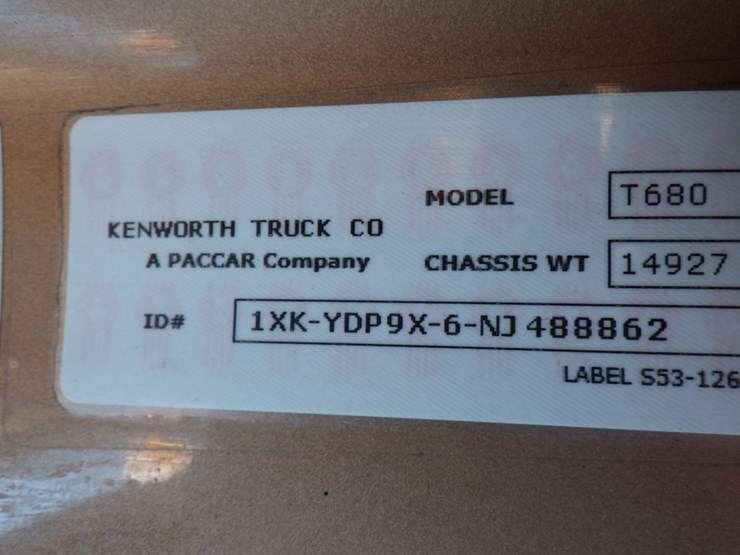 MODEL T680
KENWORTH TRUCK CO
A PACCAR Company CHASSIS WT 14927
ID# 1XK-YDP9X-6-NJ488862
LABEL S53-126